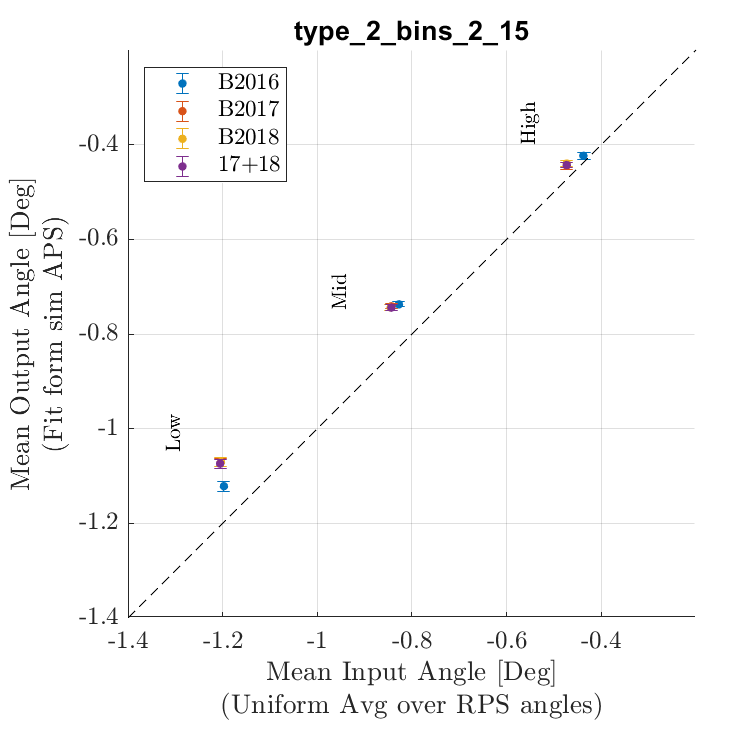 type_2_bins_2_15
B2016
B2017
B2018
17+18
High
Mid
Low
-0.4
-0.6
-0.8
-1
-1.2
-1.4
-1.4
-1.2
-1
-0.8
-0.6
-0.4
Mean Output Angle [Deg]
(Fit form sim APS)
Mean Input Angle [Deg]
(Uniform Avg over RPS angles)